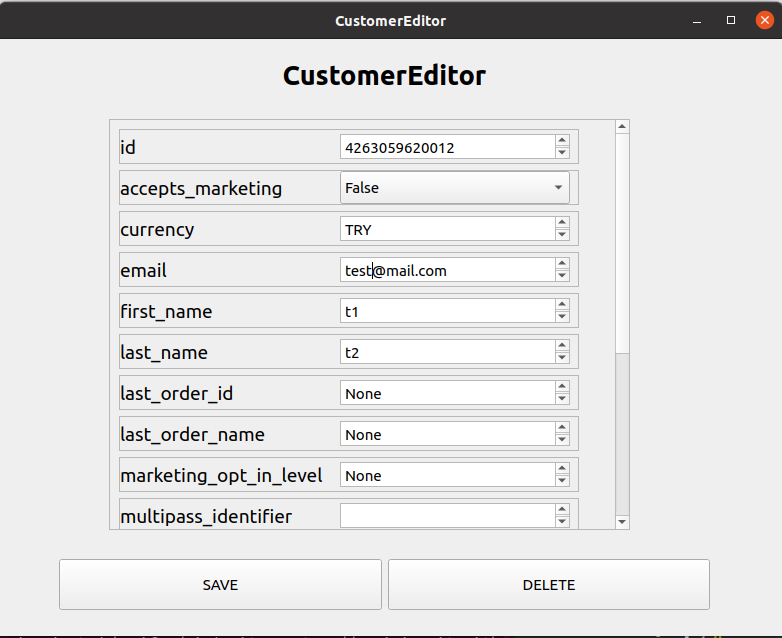 CustomerEditor
CustomerEditor
id 4263059620012
accepts_marketing False
currency TRY
email test@mail.com
first_name t1
last_name t2
last_order_id None
last_order_name None
marketing_opt_in_level None
multipass_identifier
SAVE DELETE